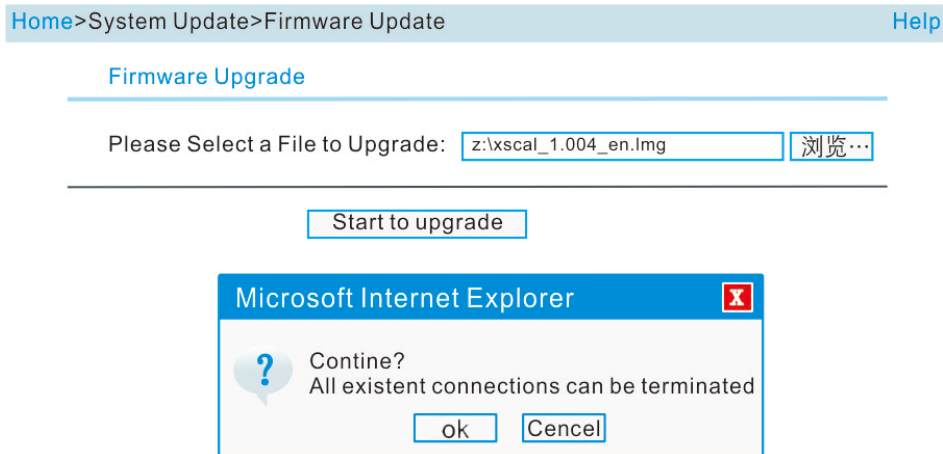 Home>System Update>Firmware Update Help
Firmware Upgrade
Please Select a File to Upgrade: z:\xscal_1.004_en.lmg 浏览···
Start to upgrade
Microsoft Internet Explorer X
?
Contine?
All existent connections can be terminated
ok Cencel